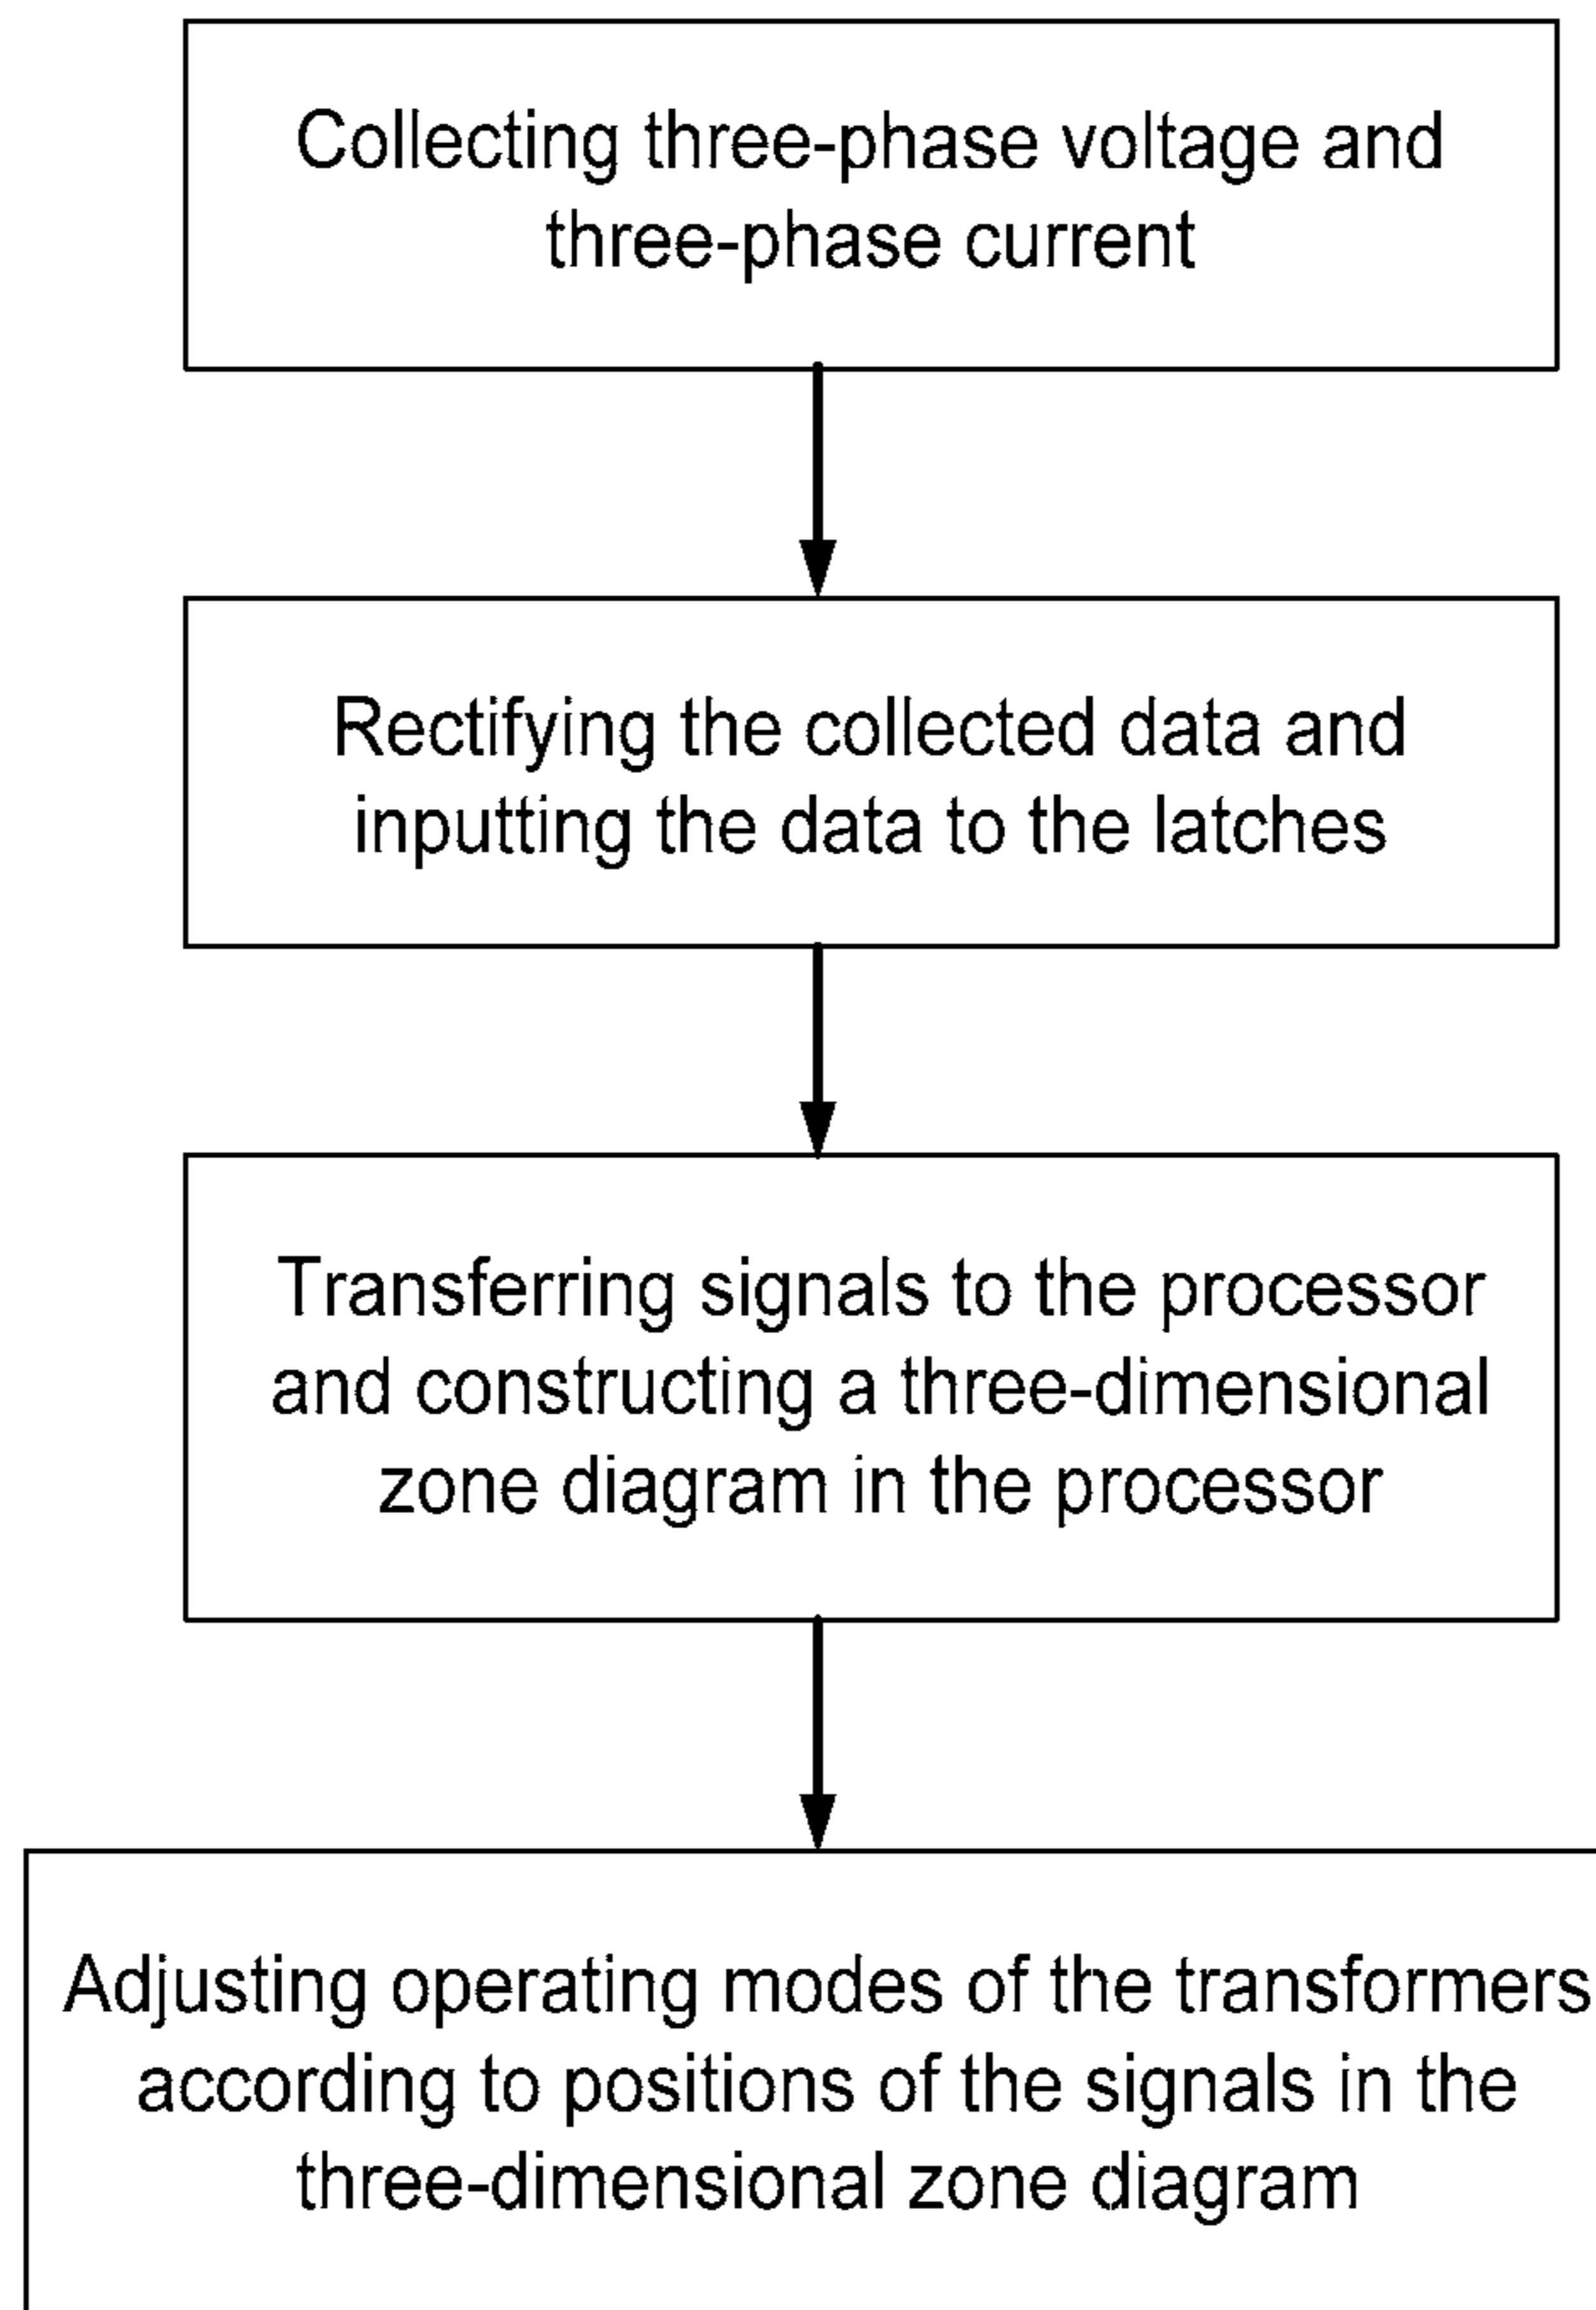 Collecting three-phase voltage and
three-phase current
Rectifying the collected data and
inputting the data to the latches
Transferring signals to the processor
and constructing a three-dimensional
zone diagram in the processor
Adjusting operating modes of the transformers
according to positions of the signals in the
three-dimensional zone diagram